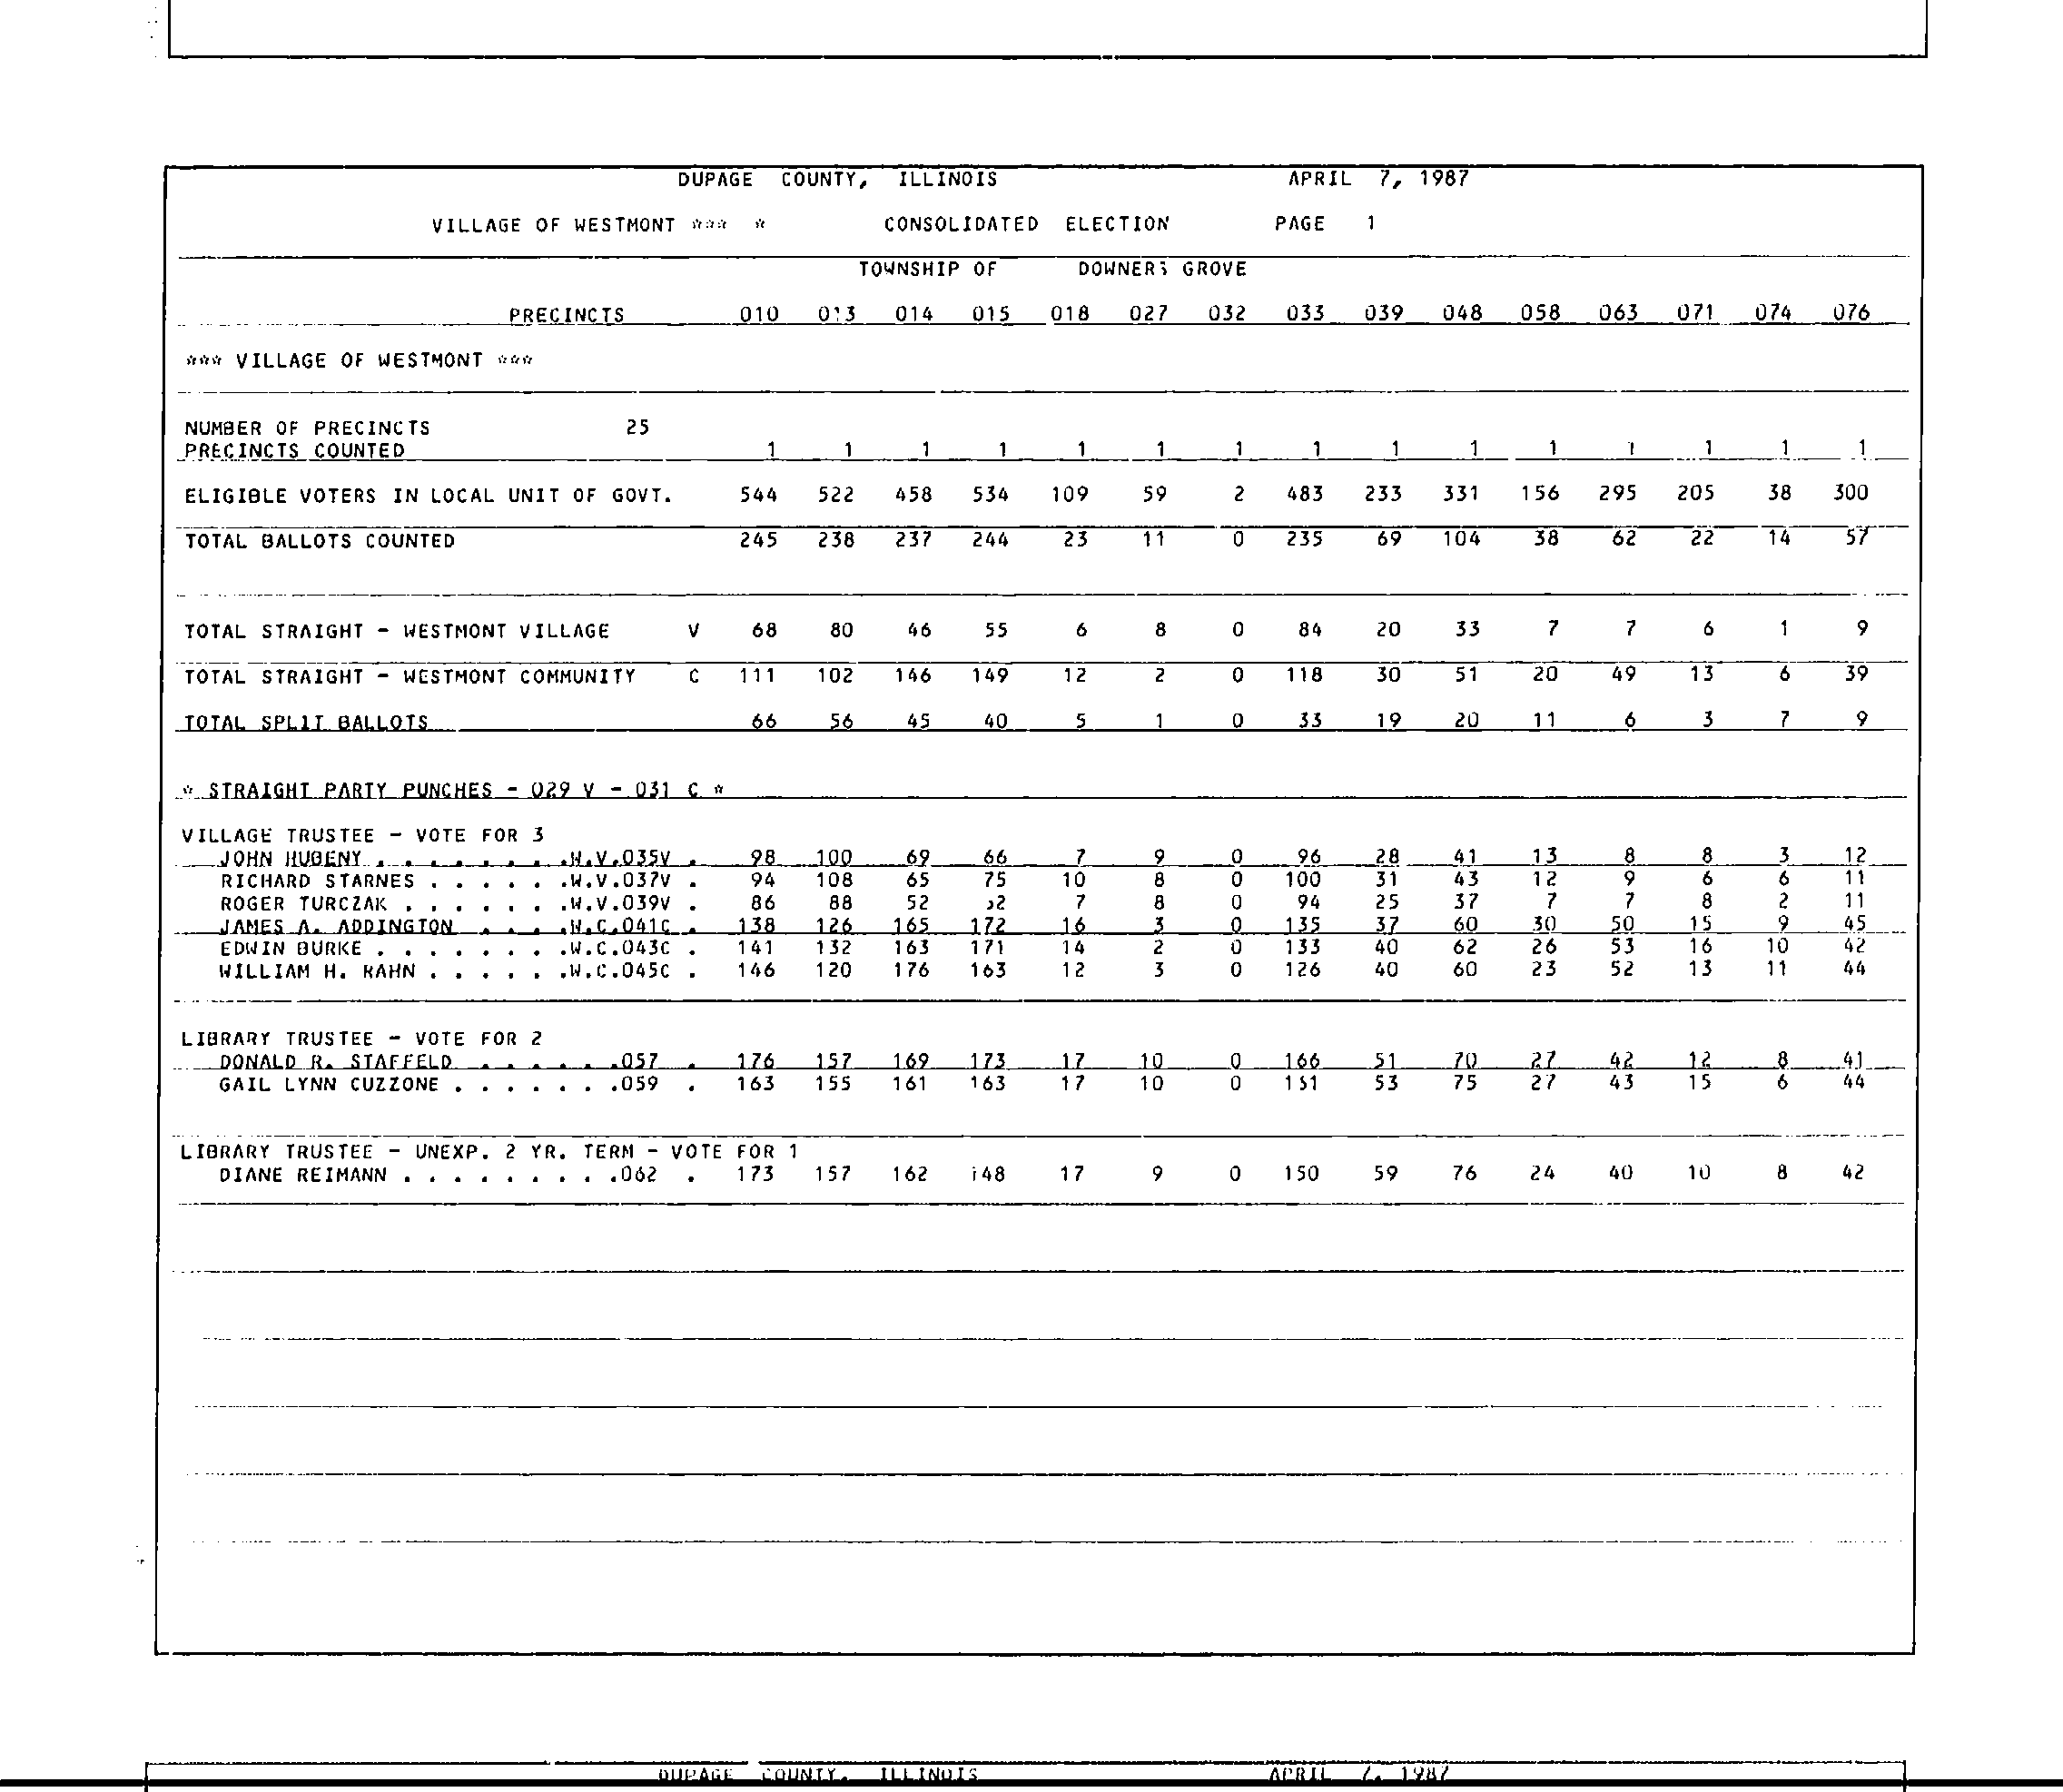 DUPAGE COUNTY, ILLINOIS APRIL 7, 1987
VILLAGE OF WESTMONT *** * CONSOLIDATED ELECTION PAGE 1
TOWNSHIP OF DOWNERS GROVE
PRECINCTS 010 013 014 015 018 027 032 033 039 048 058 063 071 074 076
*** VILLAGE OF WESTMONT ***
NUMBER OF PRECINCTS 25
PRECINCTS COUNTED 1 1 1 1 1 1 1 1 1 1 1 1 1 1 1
ELIGIBLE VOTERS IN LOCAL UNIT OF GOVT. 544 522 458 534 109 59 2 483 233 331 156 295 205 38 300
TOTAL BALLOTS COUNTED 245 238 237 244 23 11 0 235 69 104 38 62 22 14 57
TOTAL STRAIGHT - WESTMONT VILLAGE V 68 80 46 55 6 8 0 84 20 33 7 7 6 1 9
TOTAL STRAIGHT - WESTMONT COMMUNITY C 111 102 146 149 12 2 0 118 30 51 20 49 13 6 39
TOTAL SPLIT BALLOTS 66 56 45 40 5 1 0 33 19 20 11 6 3 7 9
* STRAIGHT PARTY PUNCHES - 029 V - 031 C *
VILLAGE TRUSTEE - VOTE FOR 3
JOHN HUBENY . . . . . . . .W.V.035V . 98 100 69 66 7 9 0 96 28 41 13 8 8 3 12
RICHARD STARNES . . . . . .W.V.037V . 94 108 65 75 10 8 0 100 31 43 12 9 6 6 11
ROGER TURCZAK . . . . . . .W.V.039V . 86 88 52 7 8 0 94 25 37 7 7 8 2 11
JAMES A. ADDINGTON . . . .W.C.041C . 138 126 165 172 16 3 0 135 37 60 30 50 15 9 45
EDWIN BURKE . . . . . . . .W.C.043C . 141 132 163 171 14 2 0 133 40 62 26 53 16 10 42
WILLIAM H. RAHN . . . . . .W.C.045C . 146 120 176 163 12 3 0 126 40 60 23 52 13 11 44
LIBRARY TRUSTEE - VOTE FOR 2
DONALD R. STAFFELD . . . . . .057 . 176 157 169 173 17 10 0 166 51 70 27 42 12 8 41
GAIL LYNN CUZZONE . . . . . . .059 . 163 155 161 163 17 10 0 151 53 75 27 43 15 6 44
LIBRARY TRUSTEE - UNEXP. 2 YR. TERM - VOTE FOR 1
DIANE REIMANN . . . . . . . . .062 . 173 157 162 148 17 9 0 150 59 76 24 40 10 8 42
DUPAGE COUNTY, ILLINOIS APRIL 7, 1987